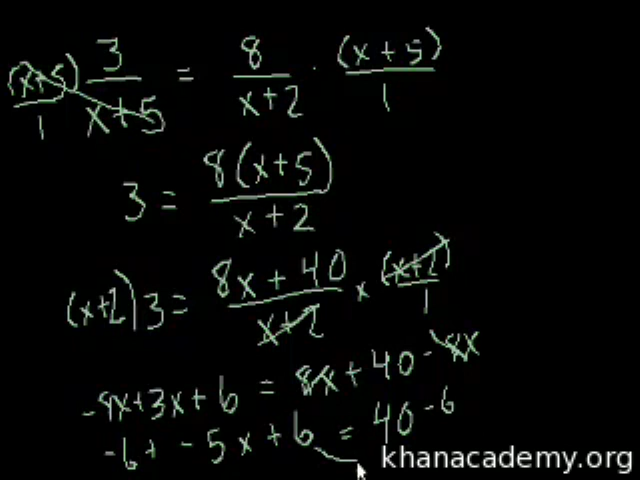 (x+5)/1 3/(x+5) = 8/(x+2) · (x+5)/1
3 = 8(x+5)/(x+2)
(x+2)3 = (8x+40)/(x+2) × (x+2)/1
-8x+3x+6 = 8x+40-8x
-6+ -5x+6 = 40-6
khanacademy.org